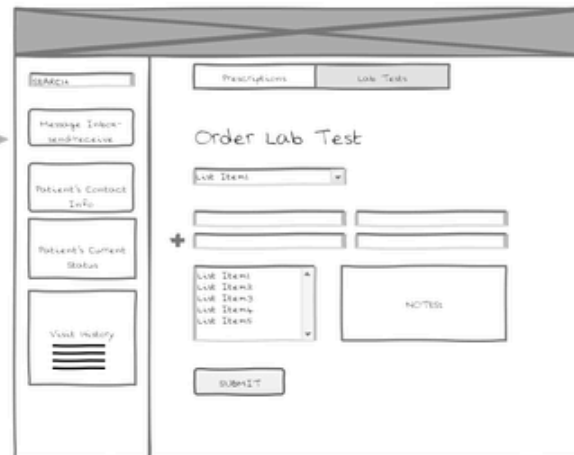 SEARCH
Prescriptions
Lab Tests
Message Inbox-
send/receive
Order Lab Test
Patient's Contact
Info
List Item1
Patient's Current
Status
List Item1
List Item2
List Item3
List Item4
List Item5
NOTES:
Visit History
SUBMIT